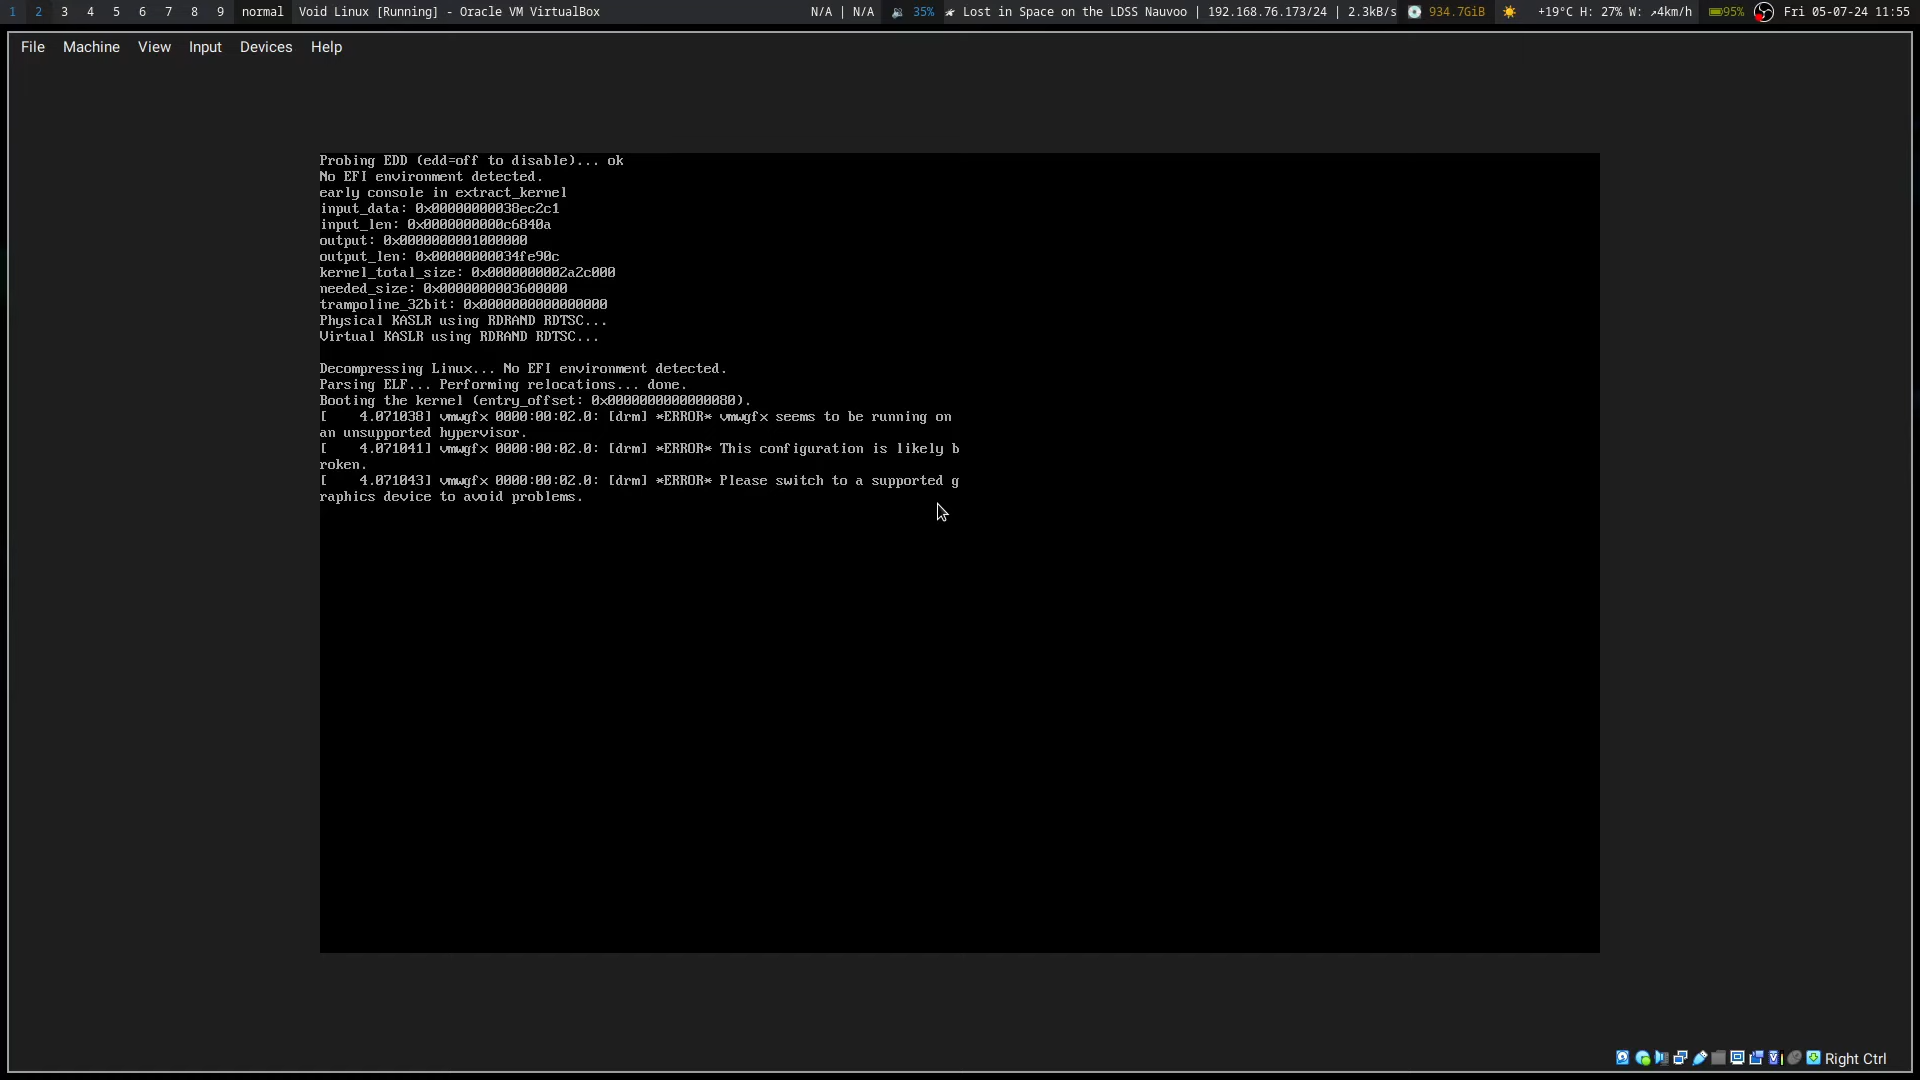 1 2 3 4 5 6 7 8 9 normal Void Linux [Running] - Oracle VM VirtualBox N/A | N/A 35% Lost in Space on the LDSS Nauvoo | 192.168.76.173/24 | 2.3kB/s 934.7GiB +19°C H: 27% W: ↗4km/h 95% Fri 05-07-24 11:55
File Machine View Input Devices Help
Probing EDD (edd=off to disable)... ok
No EFI environment detected.
early console in extract_kernel
input_data: 0x00000000038ec2c1
input_len: 0x0000000000c6840a
output: 0x0000000001000000
output_len: 0x00000000034fe90c
kernel_total_size: 0x0000000002a2c000
needed_size: 0x0000000003600000
trampoline_32bit: 0x0000000000000000
Physical KASLR using RDRAND RDTSC...
Virtual KASLR using RDRAND RDTSC...
Decompressing Linux... No EFI environment detected.
Parsing ELF... Performing relocations... done.
Booting the kernel (entry_offset: 0x0000000000000080).
[    4.071038] vmwgfx 0000:00:02.0: [drm] *ERROR* vmwgfx seems to be running on
an unsupported hypervisor.
[    4.071041] vmwgfx 0000:00:02.0: [drm] *ERROR* This configuration is likely b
roken.
[    4.071043] vmwgfx 0000:00:02.0: [drm] *ERROR* Please switch to a supported g
raphics device to avoid problems.
Right Ctrl